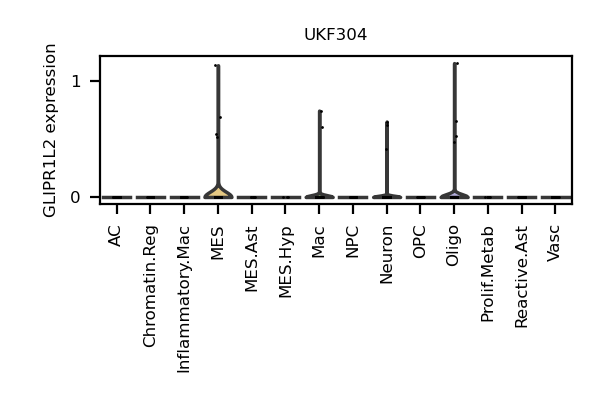 UKF304
GLIPR1L2 expression
1
0
AC
Chromatin.Reg
Inflammatory.Mac
MES
MES.Ast
MES.Hyp
Mac
NPC
Neuron
OPC
Oligo
Prolif.Metab
Reactive.Ast
Vasc